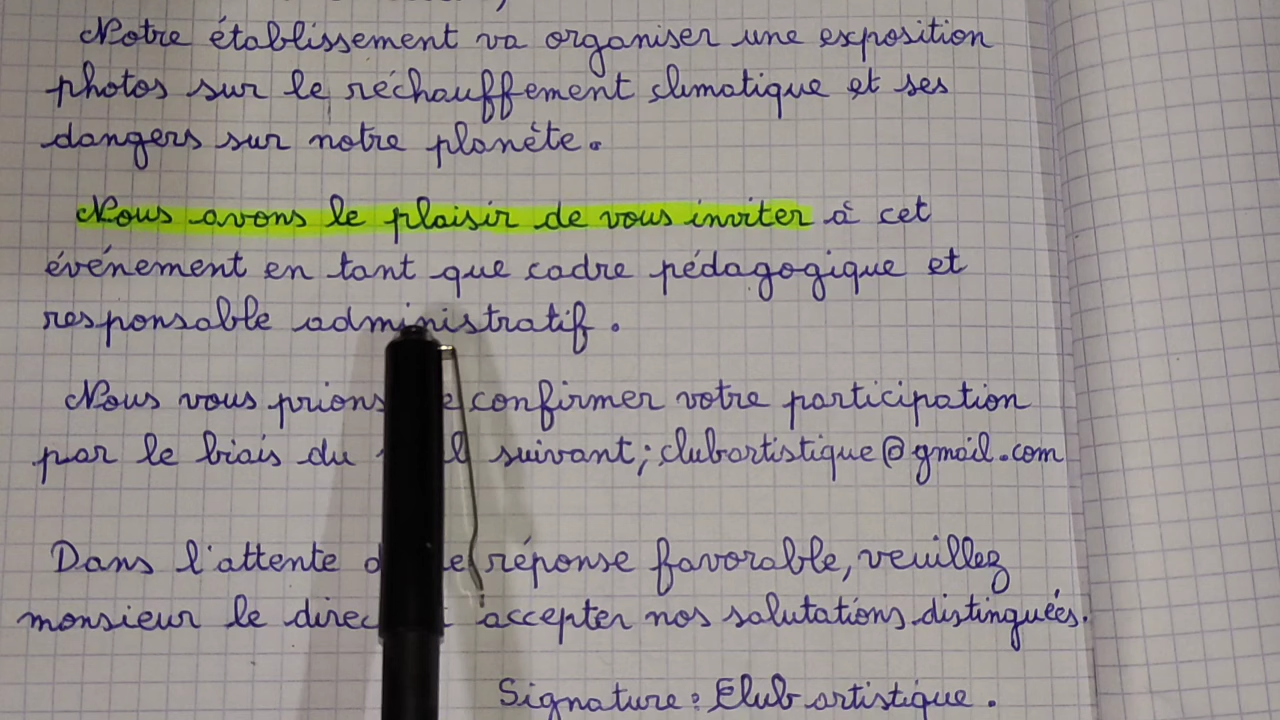 Notre établissement va organiser une exposition
photos sur le réchauffement climatique et ses
dangers sur notre planète.
Nous avons le plaisir de vous inviter à cet
événement en tant que cadre pédagogique et
responsable administratif.
Nous vous prions confirmer votre participation
par le biais du suivant; clubartistique@gmail.com
Dans l'attente réponse favorable, veuillez
monsieur le accepter nos salutations distinguées.
Signature: Club artistique.